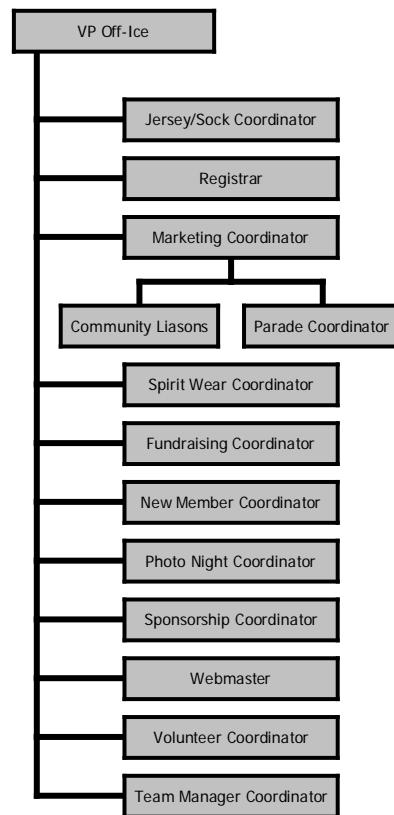 VP Off-Ice
Jersey/Sock Coordinator
Registrar
Marketing Coordinator
Community Liasons
Parade Coordinator
Spirit Wear Coordinator
Fundraising Coordinator
New Member Coordinator
Photo Night Coordinator
Sponsorship Coordinator
Webmaster
Volunteer Coordinator
Team Manager Coordinator